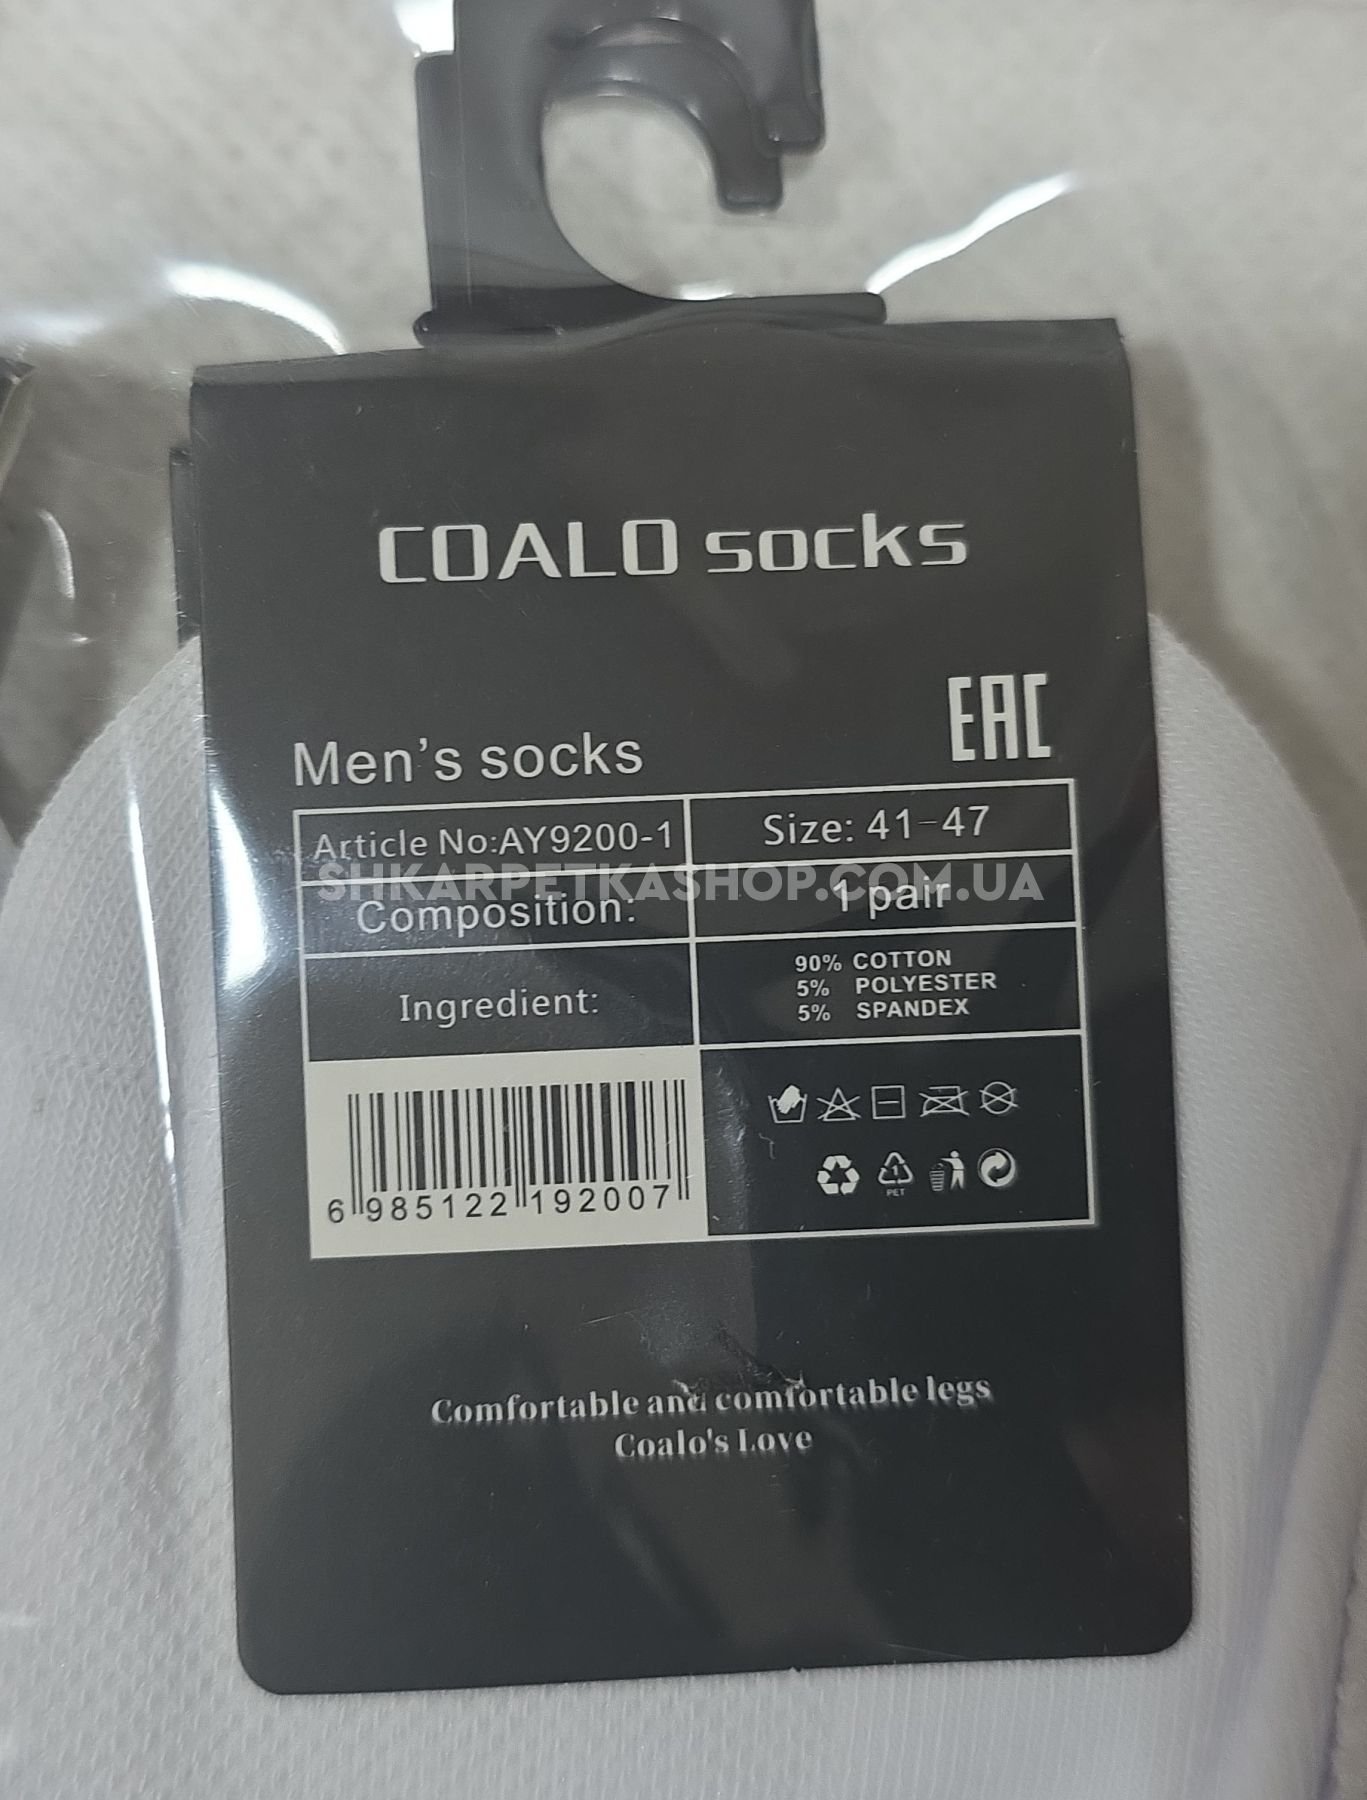 COALO socks
EAC
Men's socks
Article No:AY9200-1
Size: 41-47
SHKARPETKASHOP.COM.UA
Composition:
1 pair
Ingredient:
90% COTTON
5% POLYESTER
5% SPANDEX
1
PET
6 985122 192007
Comfortable and comfortable legs
Coalo's Love